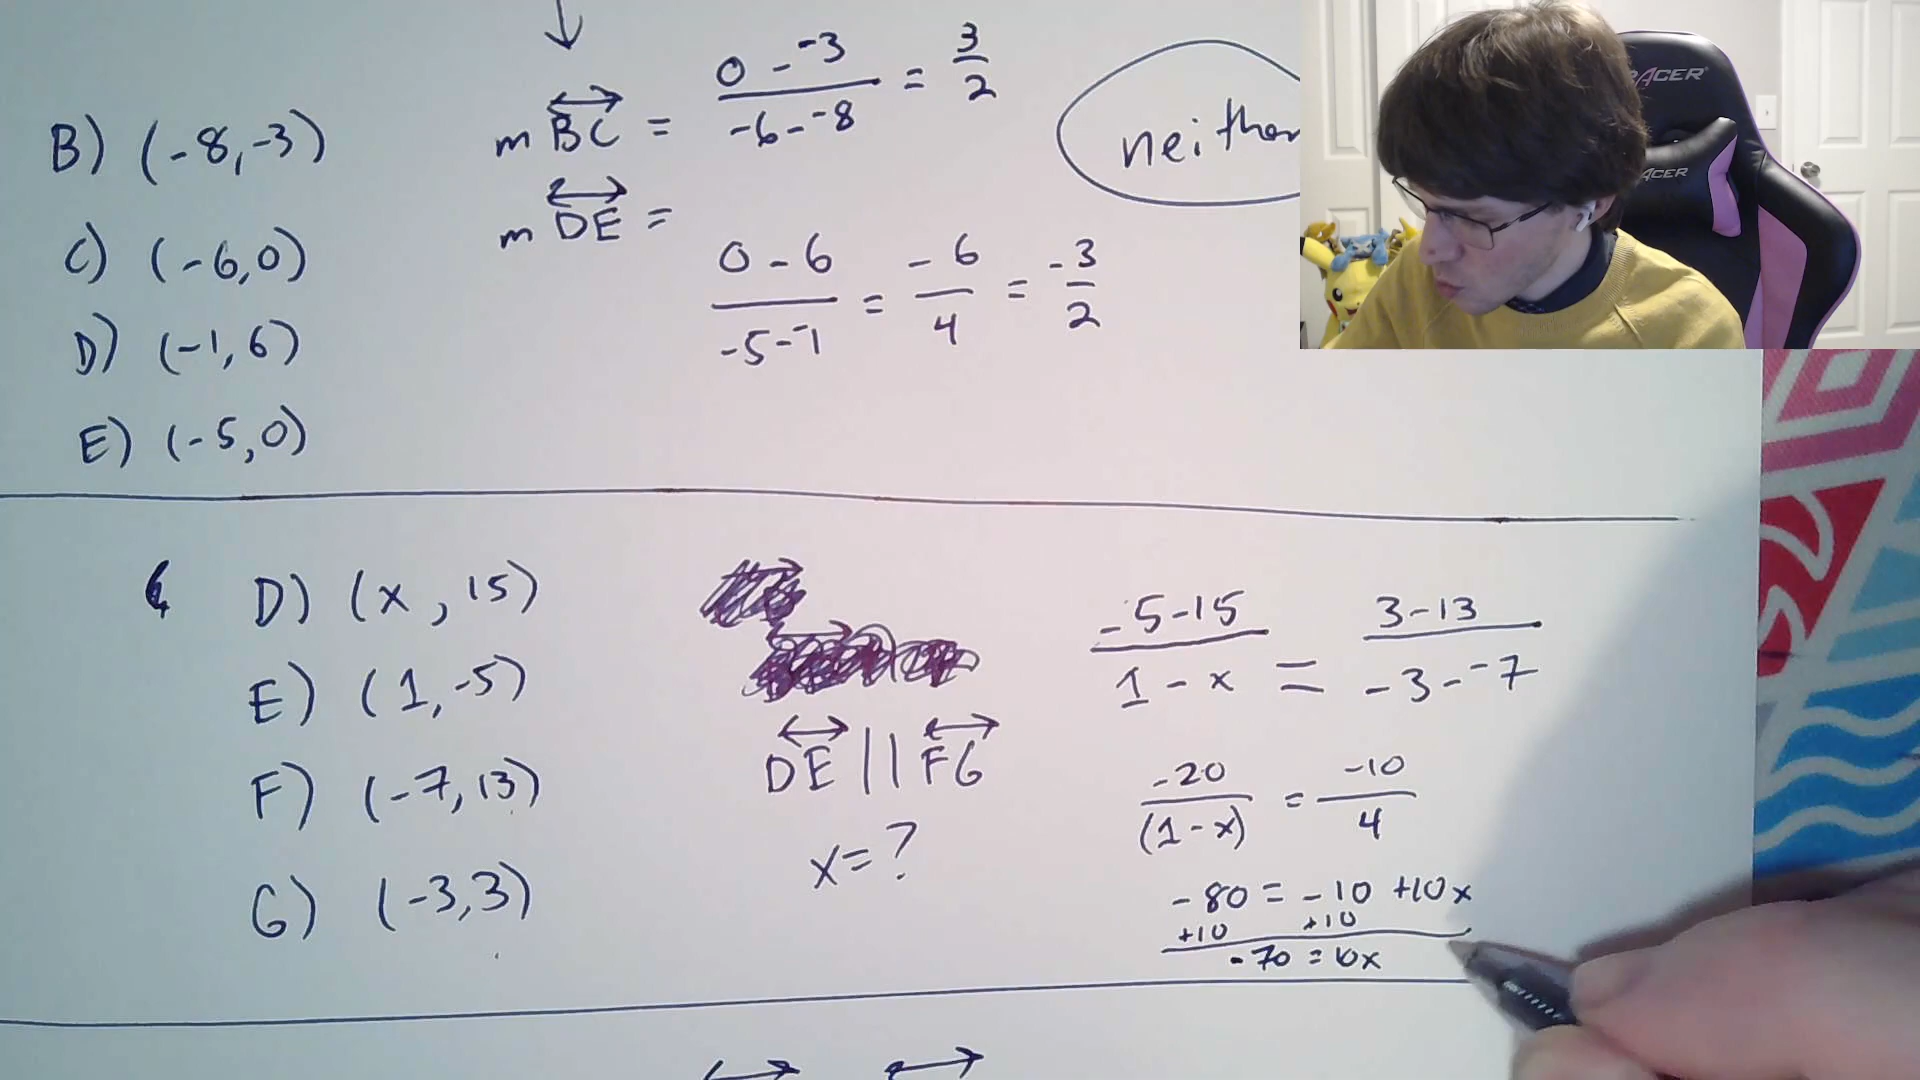 B) (-8,-3)
C) (-6,0)
D) (-1,6)
E) (-5,0)
m BC = 0 - -3 / -6 - -8 = 3/2
m DE = 0 - 6 / -5 - -1 = -6/4 = -3/2
RACER
ACER
D) (x, 15)
E) (1, -5)
F) (-7, 13)
G) (-3,3)
DE || FG
x = ?
-5-15 / 1 - x = 3-13 / -3 - -7
-20 / (1 - x) = -10 / 4
-80 = -10 +10x
+10 +10
-70 = 10x